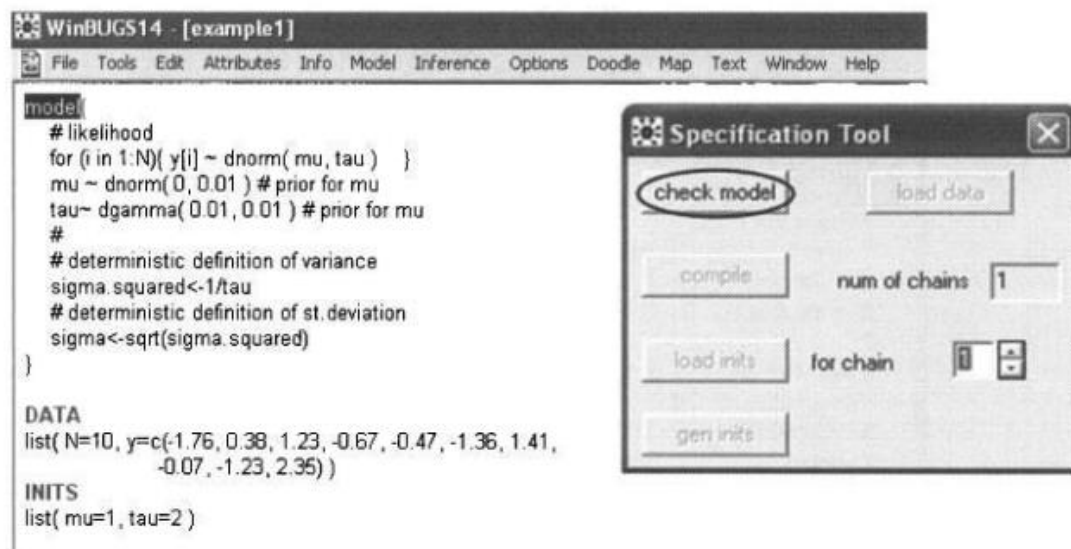 WinBUGS14 - [example1]
File Tools Edit Attributes Info Model Inference Options Doodle Map Text Window Help
model{
# likelihood
for (i in 1:N){ y[i] ~ dnorm( mu, tau ) }
mu ~ dnorm( 0, 0.01 ) # prior for mu
tau~ dgamma( 0.01, 0.01 ) # prior for mu
#
# deterministic definition of variance
sigma.squared<-1/tau
# deterministic definition of st.deviation
sigma<-sqrt(sigma.squared)
}
DATA
list( N=10, y=c(-1.76, 0.38, 1.23, -0.67, -0.47, -1.36, 1.41,
-0.07, -1.23, 2.35) )
INITS
list( mu=1, tau=2 )
Specification Tool
check model load data
compile num of chains 1
load inits for chain 1
gen inits